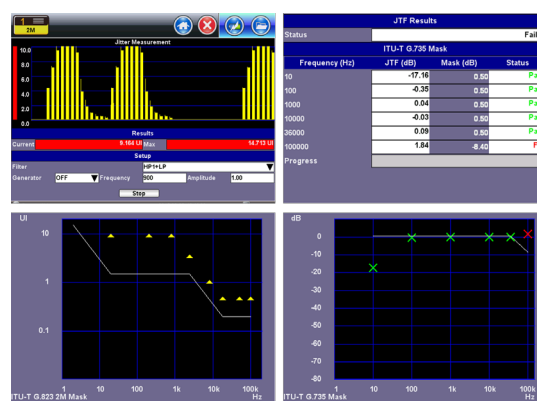 1
2M
Jitter Measurement
10.0
8.0
6.0
4.0
2.0
0.0
Results
Current 9.164 UI Max 14.713 UI
Setup
Filter HP1+LP
Generator OFF Frequency 900 Amplitude 1.00
Stop
JTF Results
Status Fail
ITU-T G.735 Mask
Frequency (Hz) JTF (dB) Mask (dB) Status
10 -17.16 0.50 Pa
100 -0.35 0.50 Pa
1000 0.04 0.50 Pa
10000 -0.03 0.50 Pa
36000 0.09 0.50 Pa
100000 1.84 -8.40 F
Progress
UI
10
1
0.1
1 10 100 1k 10k 100k
ITU-T G.823 2M Mask Hz
dB
0
-10
-20
-30
-40
-50
-60
-70
-80
1 10 100 1k 10k 100k
ITU-T G.735 Mask Hz